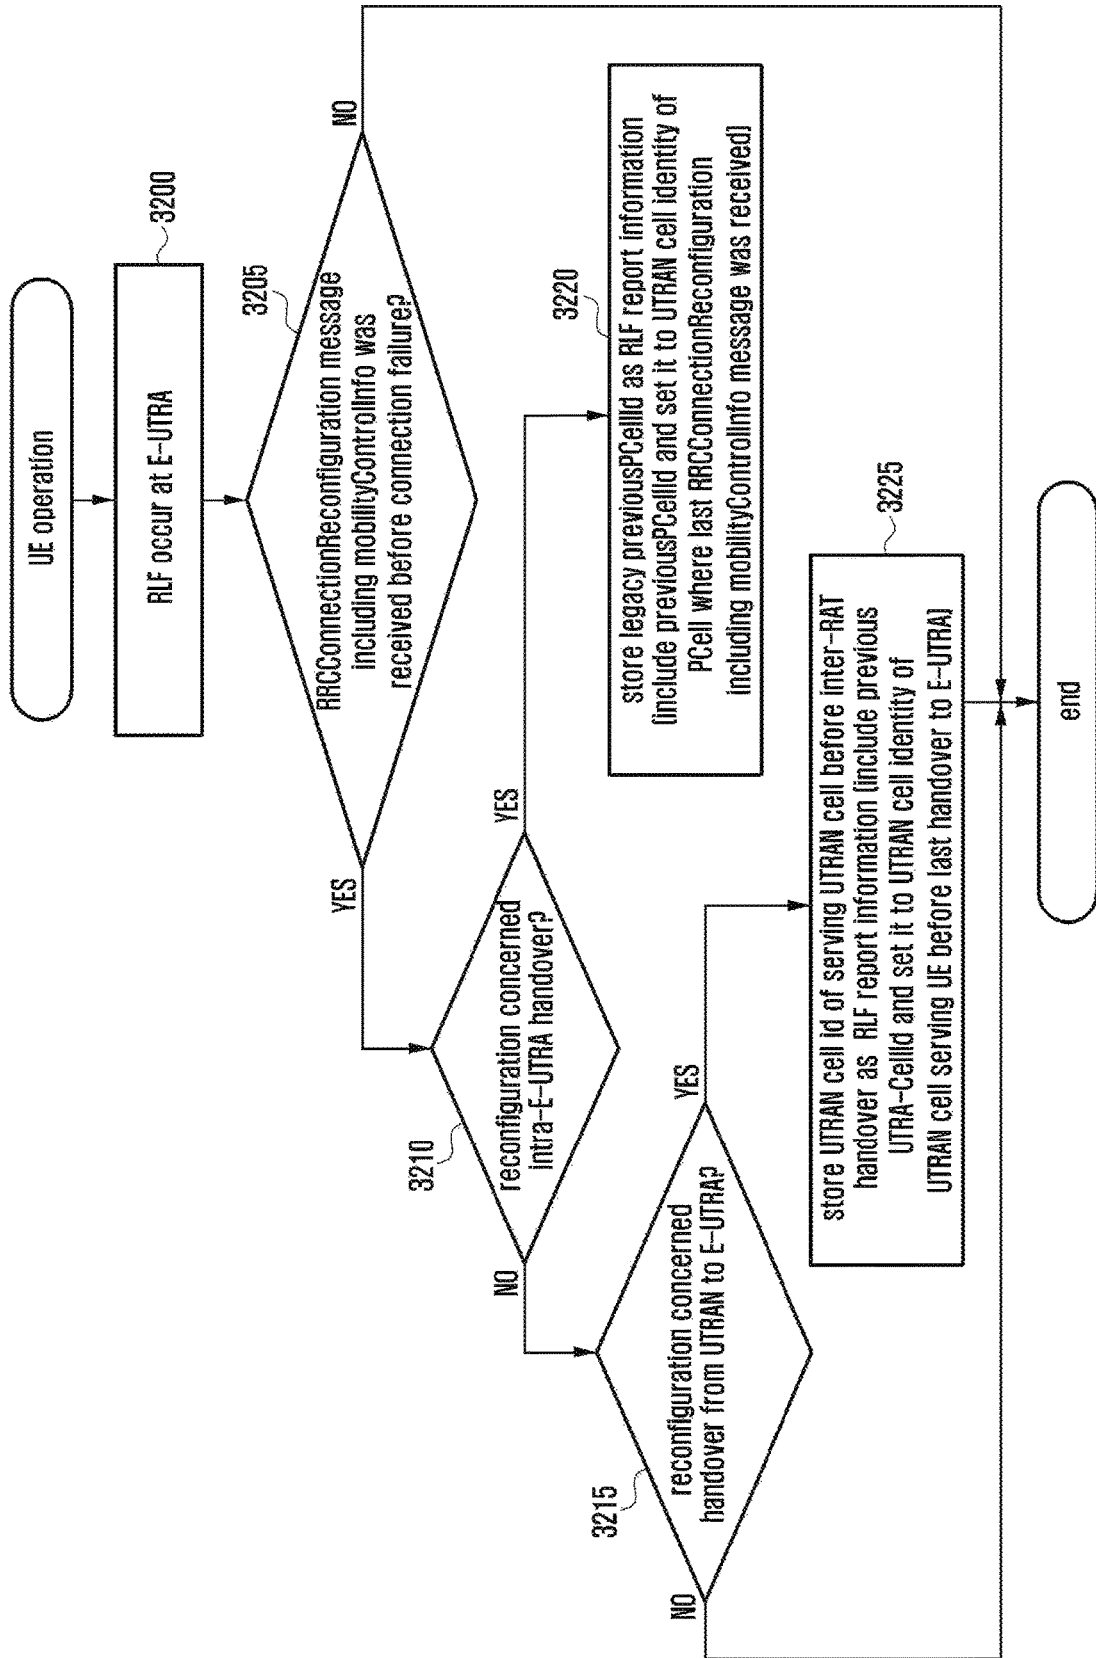 UE operation
RLF occur at E-UTRA
3200
RRCConnectionReconfiguration message
including mobilityControlInfo was
received before connection failure?
3205
NO
YES
reconfiguration concerned
intra-E-UTRA handover?
3210
YES
NO
store legacy previousPCellId as RLF report information
(include previousPCellId and set it to UTRAN cell identity of
PCell where last RRCConnectionReconfiguration
including mobilityControlInfo message was received)
3220
reconfiguration concerned
handover from UTRAN to E-UTRA?
3215
YES
NO
store UTRAN cell id of serving UTRAN cell before inter-RAT
handover as RLF report information (include previous
UTRA-CellId and set it to UTRAN cell identity of
UTRAN cell serving UE before last handover to E-UTRA)
3225
end